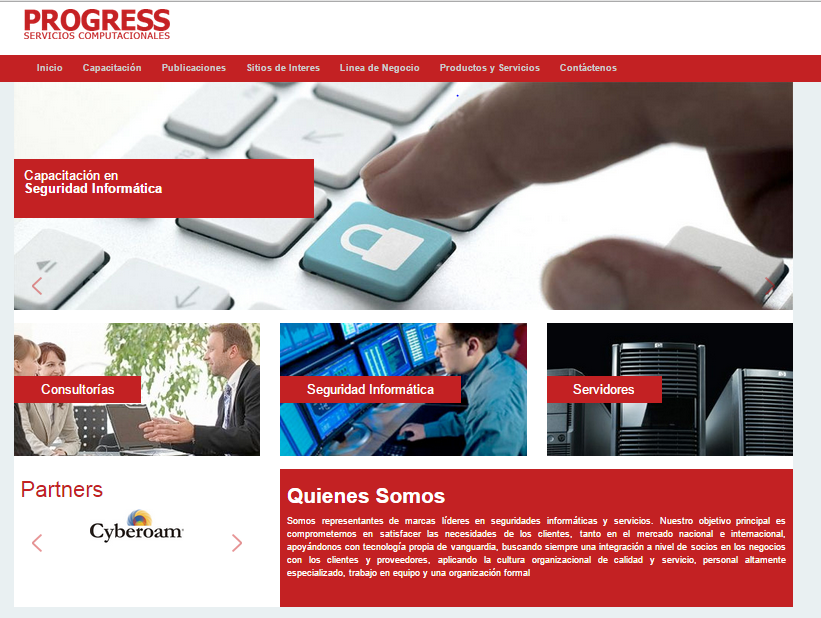 PROGRESS
SERVICIOS COMPUTACIONALES
Inicio Capacitación Publicaciones Sitios de Interes Linea de Negocio Productos y Servicios Contáctenos
Capacitación en
Seguridad Informática
Consultorías Seguridad Informática Servidores
Partners
Cyberoam
Quienes Somos
Somos representantes de marcas líderes en seguridades informáticas y servicios. Nuestro objetivo principal es
comprometernos en satisfacer las necesidades de los clientes, tanto en el mercado nacional e internacional,
apoyándonos con tecnología propia de vanguardia, buscando siempre una integración a nivel de socios en los negocios
con los clientes y proveedores, aplicando la cultura organizacional de calidad y servicio, personal altamente
especializado, trabajo en equipo y una organización formal